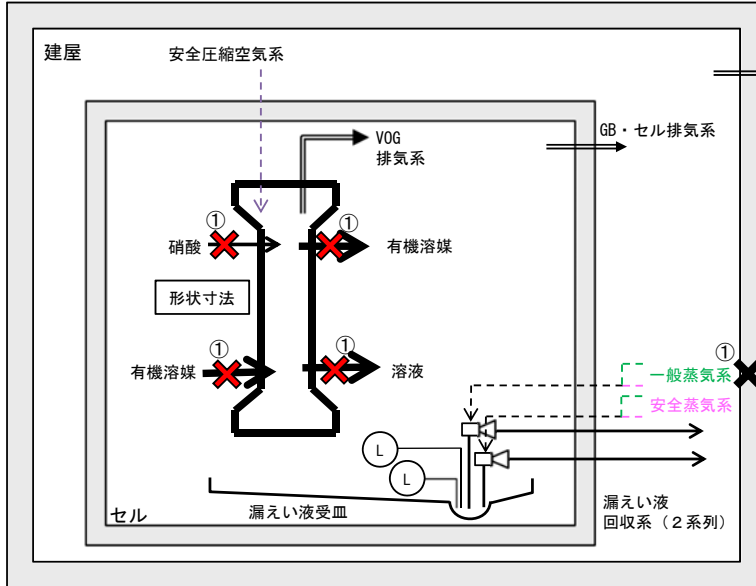 建屋
安全圧縮空気系
VOG
排気系
GB・セル排気系
①
硝酸
①
有機溶媒
形状寸法
①
有機溶媒
①
溶液
①
一般蒸気系
安全蒸気系
L
L
漏えい液受皿
セル
漏えい液
回収系（２系列）